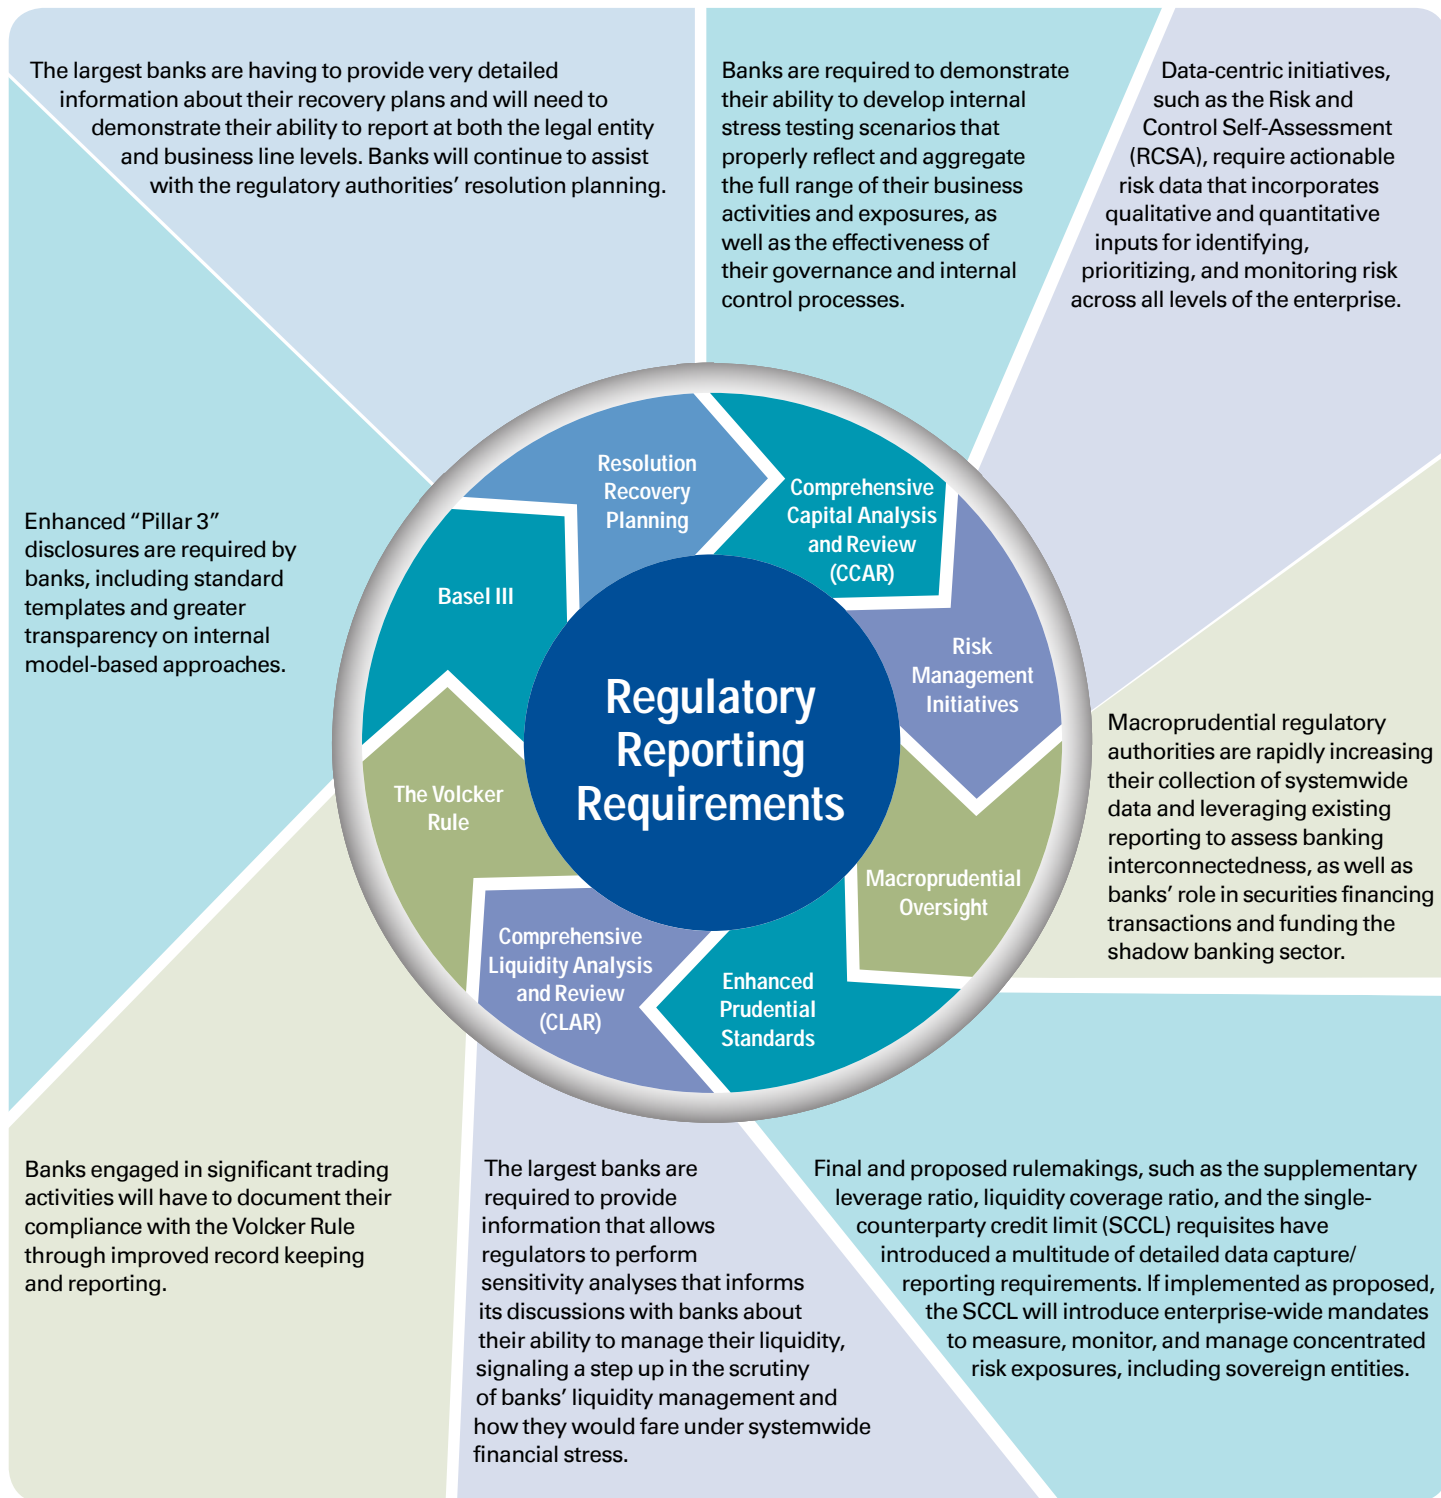 The largest banks are having to provide very detailed
information about their recovery plans and will need to
demonstrate their ability to report at both the legal entity
and business line levels. Banks will continue to assist
with the regulatory authorities’ resolution planning.
Banks are required to demonstrate
their ability to develop internal
stress testing scenarios that
properly reflect and aggregate
the full range of their business
activities and exposures, as
well as the effectiveness of
their governance and internal
control processes.
Data-centric initiatives,
such as the Risk and
Control Self-Assessment
(RCSA), require actionable
risk data that incorporates
qualitative and quantitative
inputs for identifying,
prioritizing, and monitoring risk
across all levels of the enterprise.
Enhanced “Pillar 3”
disclosures are required by
banks, including standard
templates and greater
transparency on internal
model-based approaches.
Resolution
Recovery
Planning
Comprehensive
Capital Analysis
and Review
(CCAR)
Basel III
Risk
Management
Initiatives
Regulatory
Reporting
Requirements
The Volcker
Rule
Macroprudential
Oversight
Comprehensive
Liquidity Analysis
and Review
(CLAR)
Enhanced
Prudential
Standards
Macroprudential regulatory
authorities are rapidly increasing
their collection of systemwide
data and leveraging existing
reporting to assess banking
interconnectedness, as well as
banks’ role in securities financing
transactions and funding the
shadow banking sector.
Banks engaged in significant trading
activities will have to document their
compliance with the Volcker Rule
through improved record keeping
and reporting.
The largest banks are
required to provide
information that allows
regulators to perform
sensitivity analyses that informs
its discussions with banks about
their ability to manage their liquidity,
signaling a step up in the scrutiny
of banks’ liquidity management and
how they would fare under systemwide
financial stress.
Final and proposed rulemakings, such as the supplementary
leverage ratio, liquidity coverage ratio, and the single-
counterparty credit limit (SCCL) requisites have
introduced a multitude of detailed data capture/
reporting requirements. If implemented as proposed,
the SCCL will introduce enterprise-wide mandates
to measure, monitor, and manage concentrated
risk exposures, including sovereign entities.